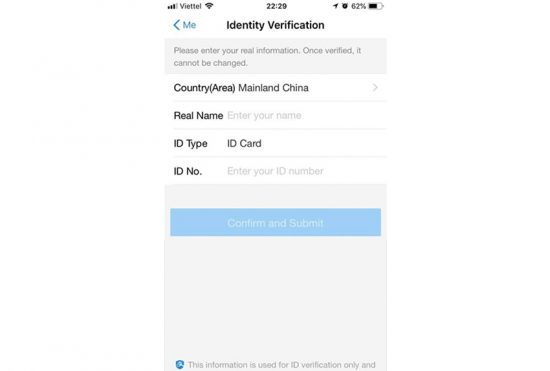 Viettel 22:29 62%
Me Identity Verification
Please enter your real information. Once verified, it
cannot be changed.
Country(Area) Mainland China
Real Name Enter your name
ID Type ID Card
ID No. Enter your ID number
Confirm and Submit
This information is used for ID verification only and